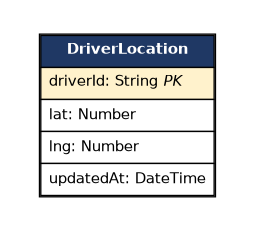 DriverLocation
driverId: String PK
lat: Number
lng: Number
updatedAt: DateTime